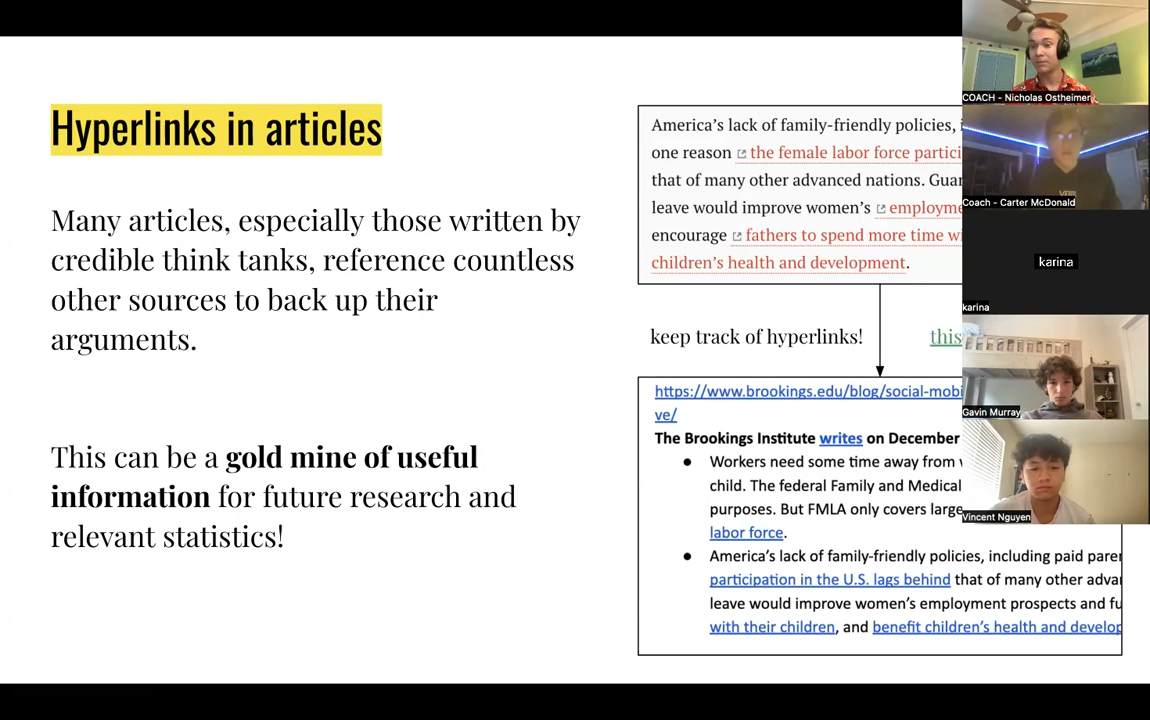 Hyperlinks in articles
Many articles, especially those written by
credible think tanks, reference countless
other sources to back up their
arguments.
This can be a gold mine of useful
information for future research and
relevant statistics!
America's lack of family-friendly policies,
one reason the female labor force
that of many other advanced nations.
leave would improve women's
encourage fathers to spend more time
children's health and development.
keep track of hyperlinks!
this
https://www.brookings.edu/blog/social-mobi
ve/
The Brookings Institute writes on December
● Workers need some time away from
child. The federal Family and Medical
purposes. But FMLA only covers large
labor force.
● America's lack of family-friendly policies, including paid
participation in the U.S. lags behind that of many other
leave would improve women's employment prospects and
with their children, and benefit children's health and
COACH - Nicholas Ostheimer
Coach - Carter McDonald
karina
karina
Gavin Murray
Vincent Nguyen